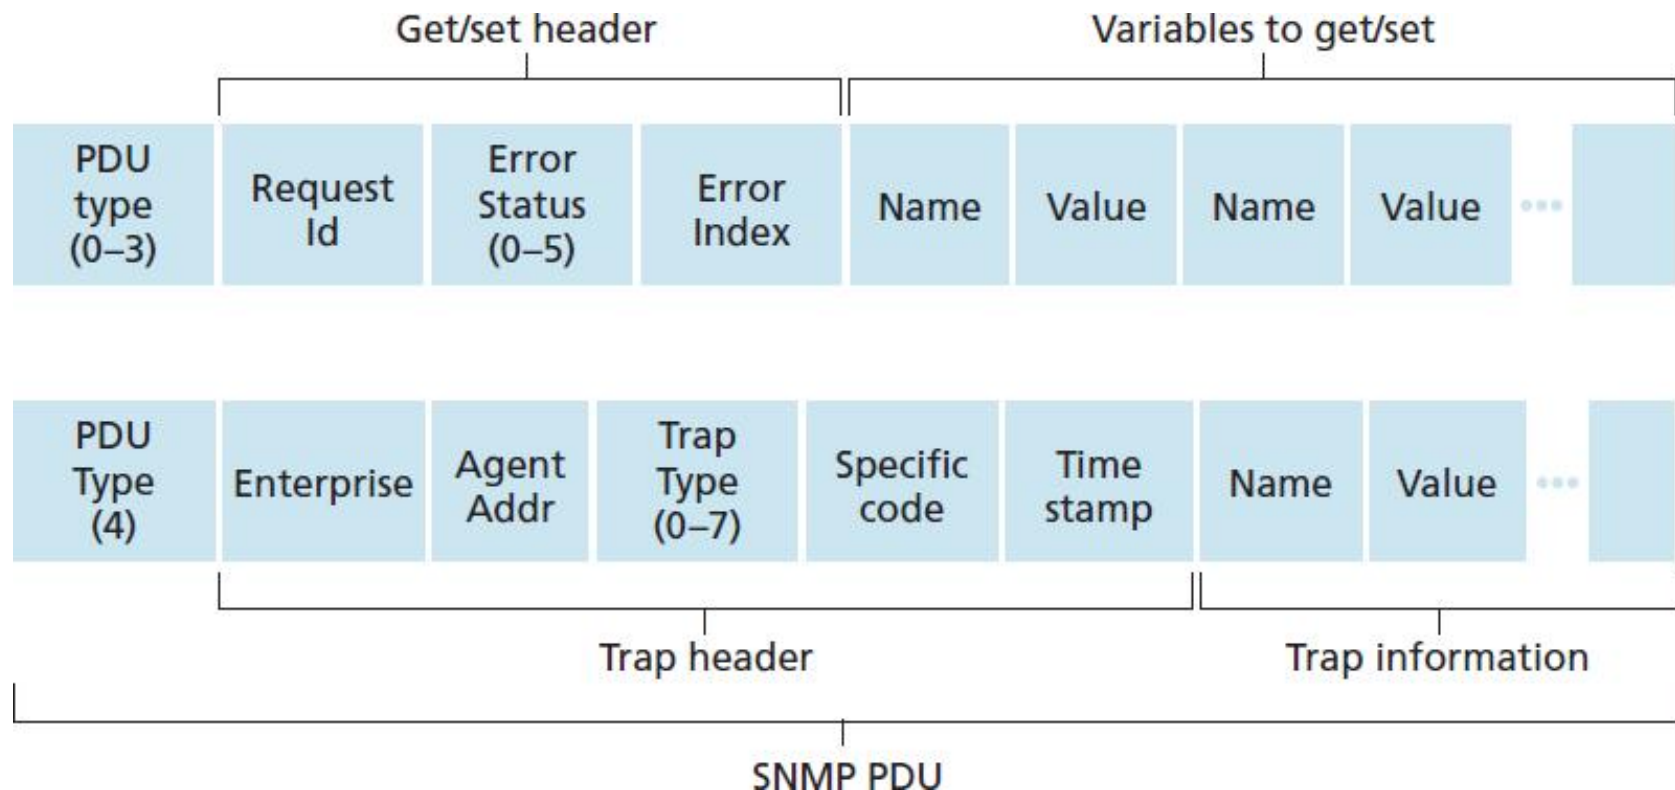 Get/set header
Variables to get/set
PDU
type
(0–3)
Request
Id
Error
Status
(0–5)
Error
Index
Name
Value
Name
Value
PDU
Type
(4)
Enterprise
Agent
Addr
Trap
Type
(0–7)
Specific
code
Time
stamp
Name
Value
Trap header
Trap information
SNMP PDU